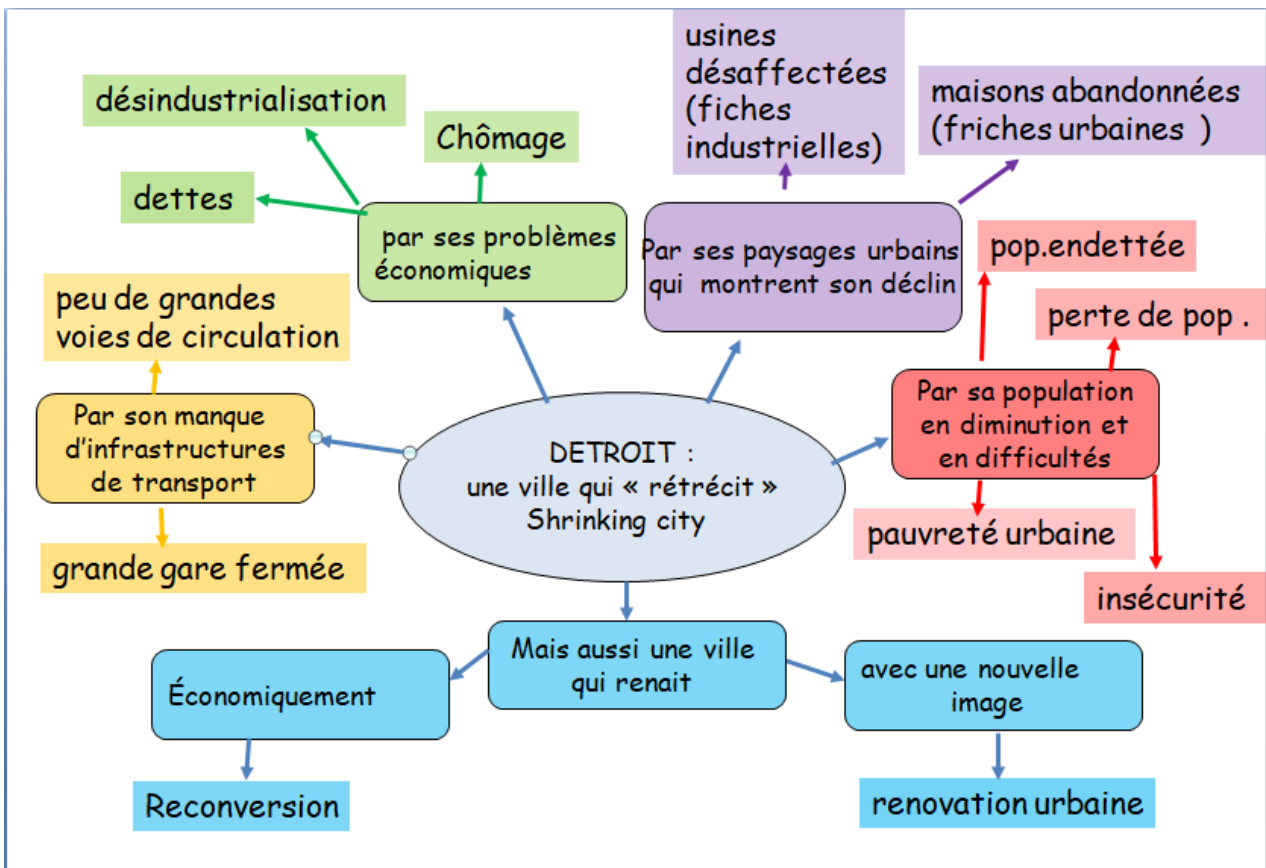 désindustrialisation
Chômage
dettes
par ses problèmes
économiques
usines
désaffectées
(fiches
industrielles)
maisons abandonnées
(friches urbaines )
Par ses paysages urbains
qui montrent son déclin
pop.endettée
perte de pop .
Par sa population
en diminution et
en difficultés
pauvreté urbaine
insécurité
peu de grandes
voies de circulation
Par son manque
d'infrastructures
de transport
grande gare fermée
DETROIT :
une ville qui « rétrécit »
Shrinking city
Mais aussi une ville
qui renait
Économiquement
Reconversion
avec une nouvelle
image
renovation urbaine